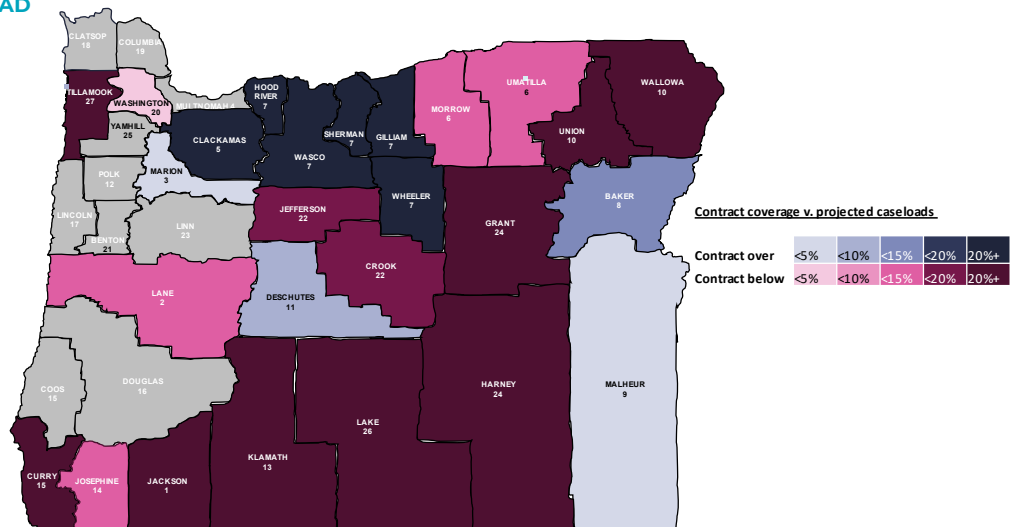 AD
CLATSOP
18
COLUMBIA
19
TILLAMOOK
27
WASHINGTON
20
MULTNOMAH 4
YAMHILL
25
HOOD
RIVER
7
CLACKAMAS
5
SHERMAN
7
GILLIAM
7
WASCO
7
MORROW
6
UMATILLA
6
UNION
10
WALLOWA
10
POLK
12
MARION
3
WHEELER
7
BAKER
8
LINCOLN
17
BENTON
21
LINN
23
JEFFERSON
22
GRANT
24
CROOK
22
LANE
2
DESCHUTES
11
Contract coverage v. projected caseloads
Contract over <5% <10% <15% <20% 20%+
Contract below <5% <10% <15% <20% 20%+
COOS
15
DOUGLAS
16
HARNEY
24
MALHEUR
9
LAKE
26
KLAMATH
13
CURRY
15
JOSEPHINE
14
JACKSON
1